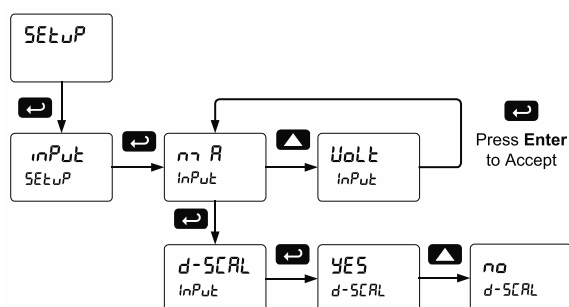 SEtuP
inPut
SEtuP
mA
InPut
VoLt
InPut
Press Enter
to Accept
d-SCAL
InPut
YES
d-SCAL
no
d-SCAL